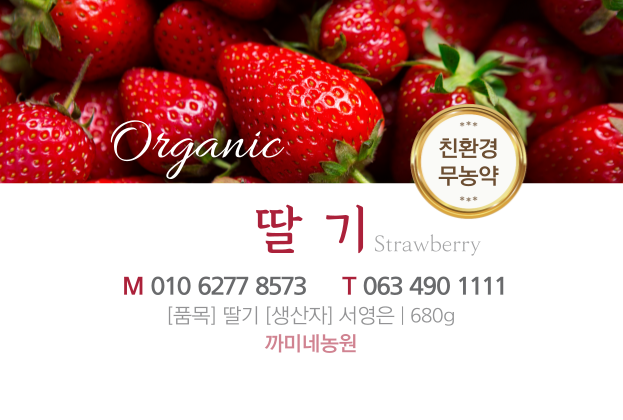 Organic
친환경
무농약
딸 기 Strawberry
M 010 6277 8573 T 063 490 1111
[품목] 딸기 [생산자] 서영은 | 680g
까미네농원